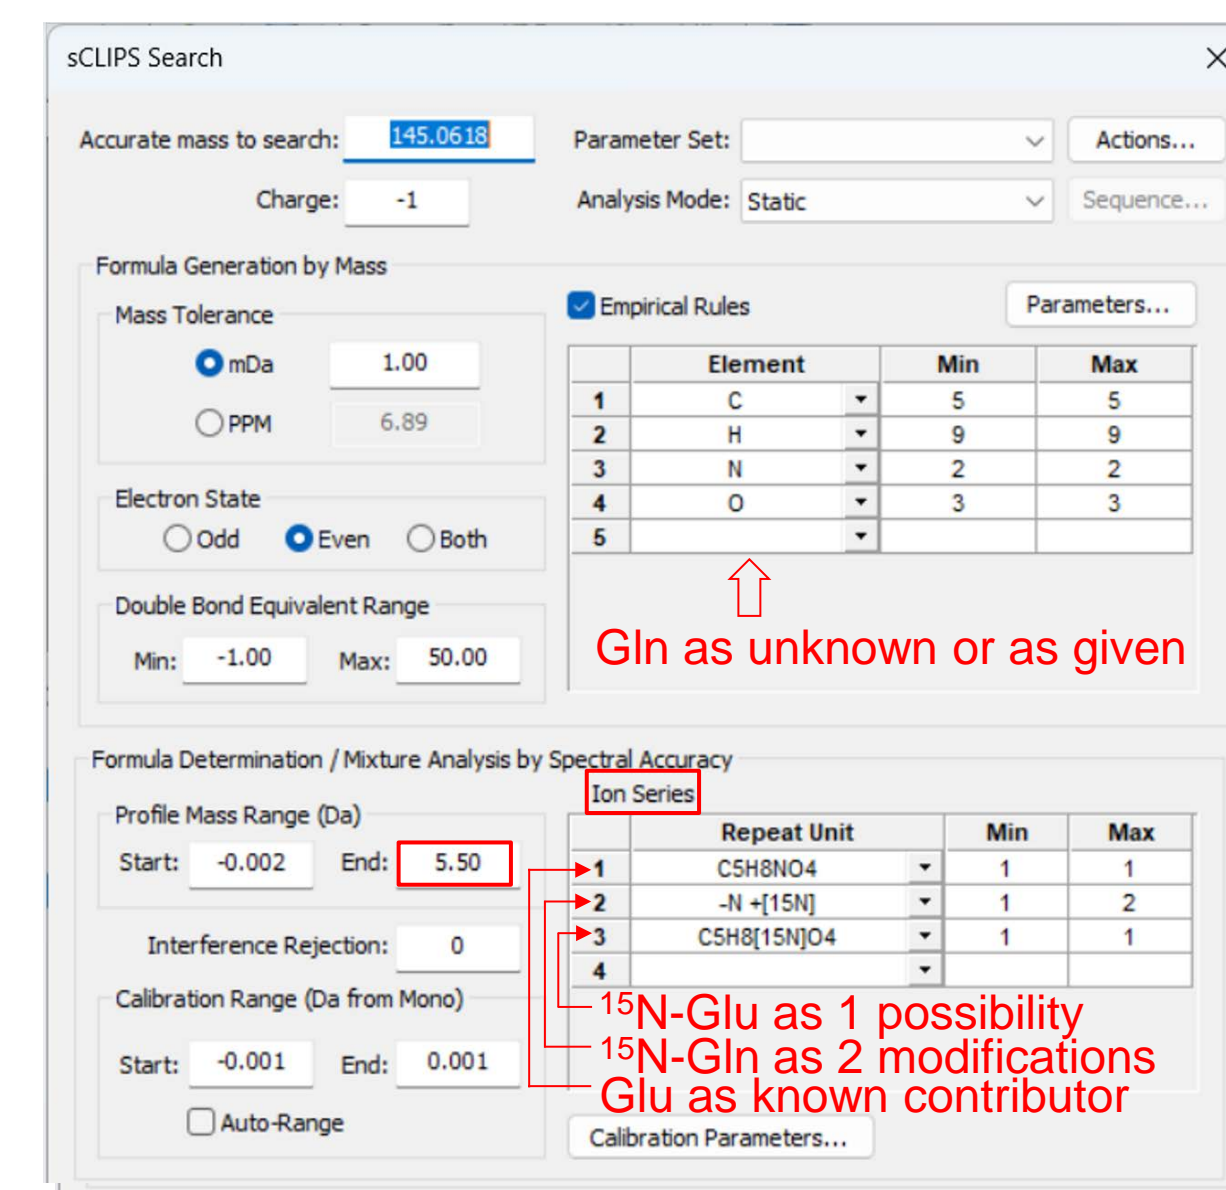 sCLIPS Search
Accurate mass to search: 145.0618 Parameter Set: Actions...
Charge: -1 Analysis Mode: Static Sequence...
Formula Generation by Mass
Mass Tolerance
mDa 1.00
PPM 6.89
Empirical Rules Parameters...
Element Min Max
1 C 5 5
2 H 9 9
3 N 2 2
4 O 3 3
5
Electron State
Odd Even Both
Double Bond Equivalent Range
Min: -1.00 Max: 50.00
Gln as unknown or as given
Formula Determination / Mixture Analysis by Spectral Accuracy
Profile Mass Range (Da)
Start: -0.002 End: 5.50
Interference Rejection: 0
Ion Series
Repeat Unit Min Max
1 C5H8NO4 1 1
2 -N +[15N] 1 2
3 C5H8[15N]O4 1 1
4
Calibration Range (Da from Mono)
Start: -0.001 End: 0.001
Auto-Range
15N-Glu as 1 possibility
15N-Gln as 2 modifications
Glu as known contributor
Calibration Parameters...